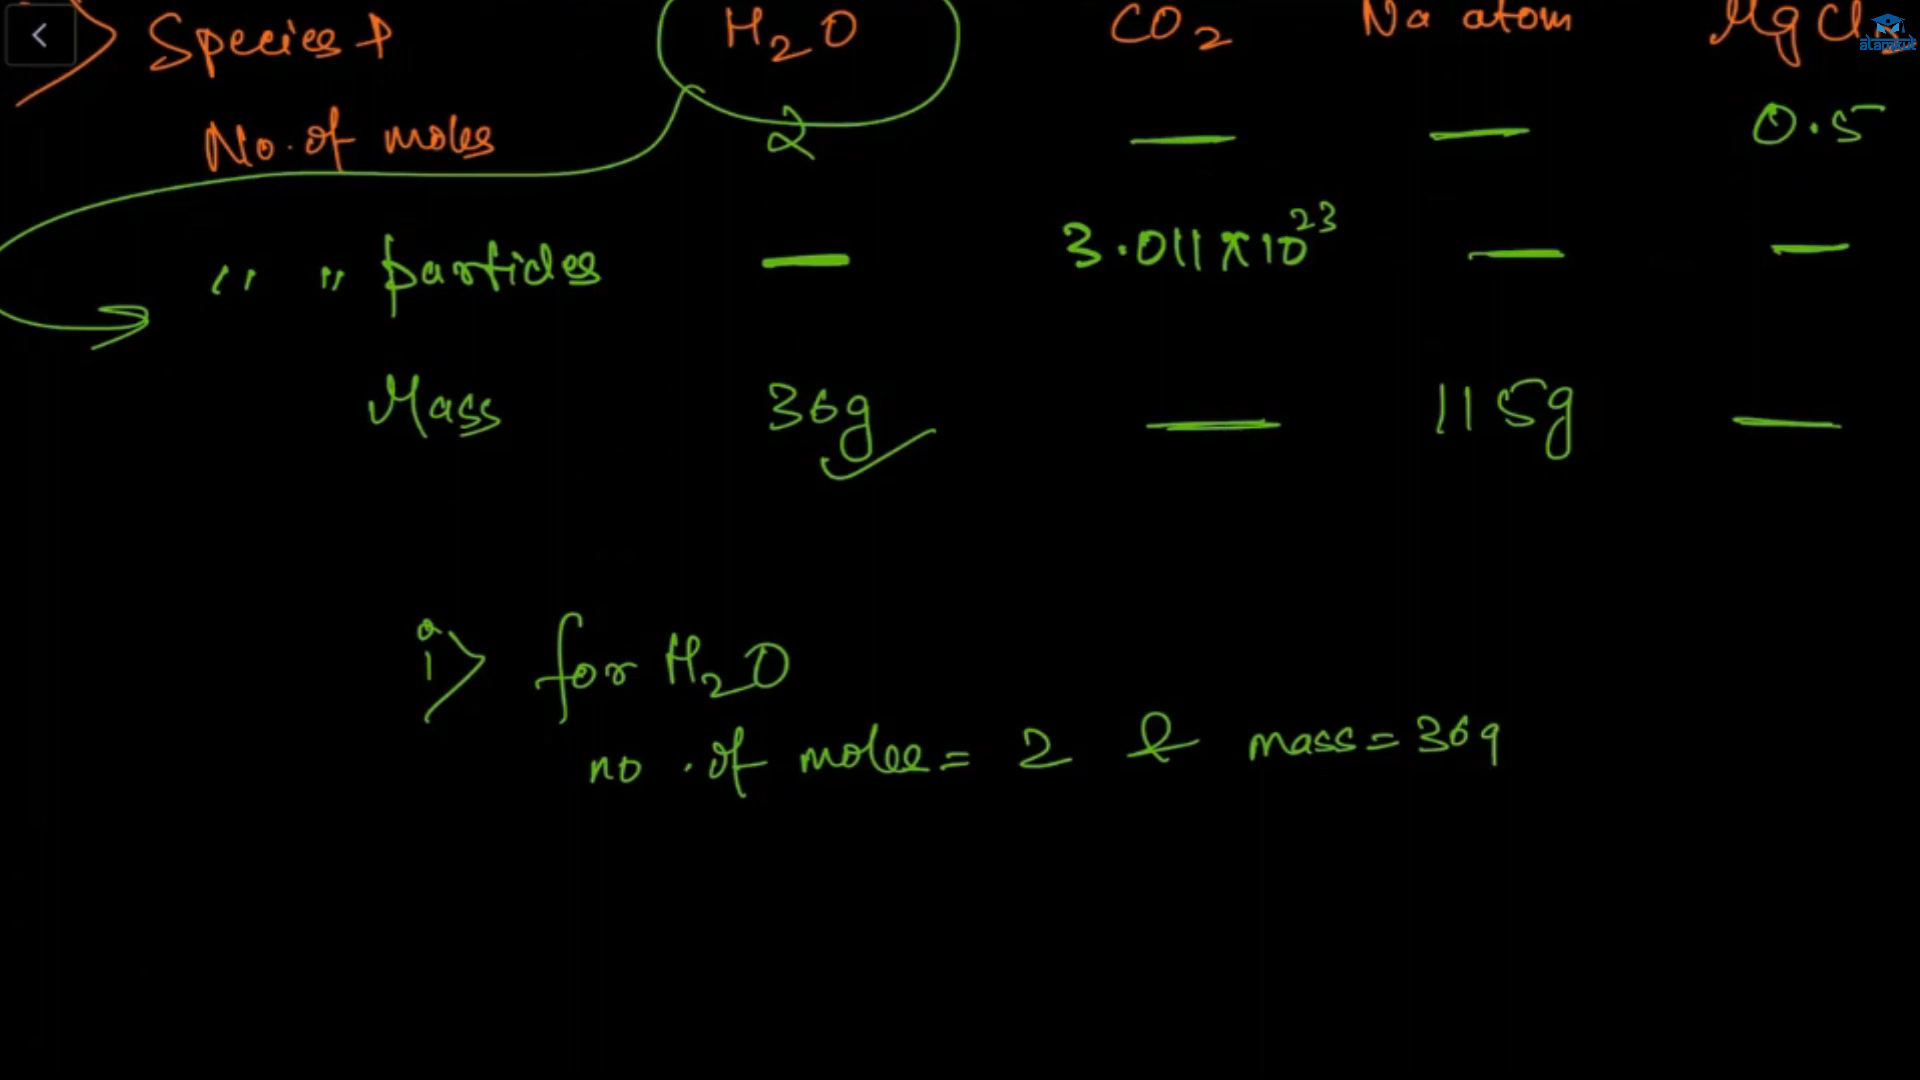 Species → H2O CO2 Na atom MgCl2
No. of moles 2 — — 0.5
" " particles — 3.011 x 10^23 — —
Mass 36g — 115g —
i> for H2O
no. of moles = 2 & mass = 36g